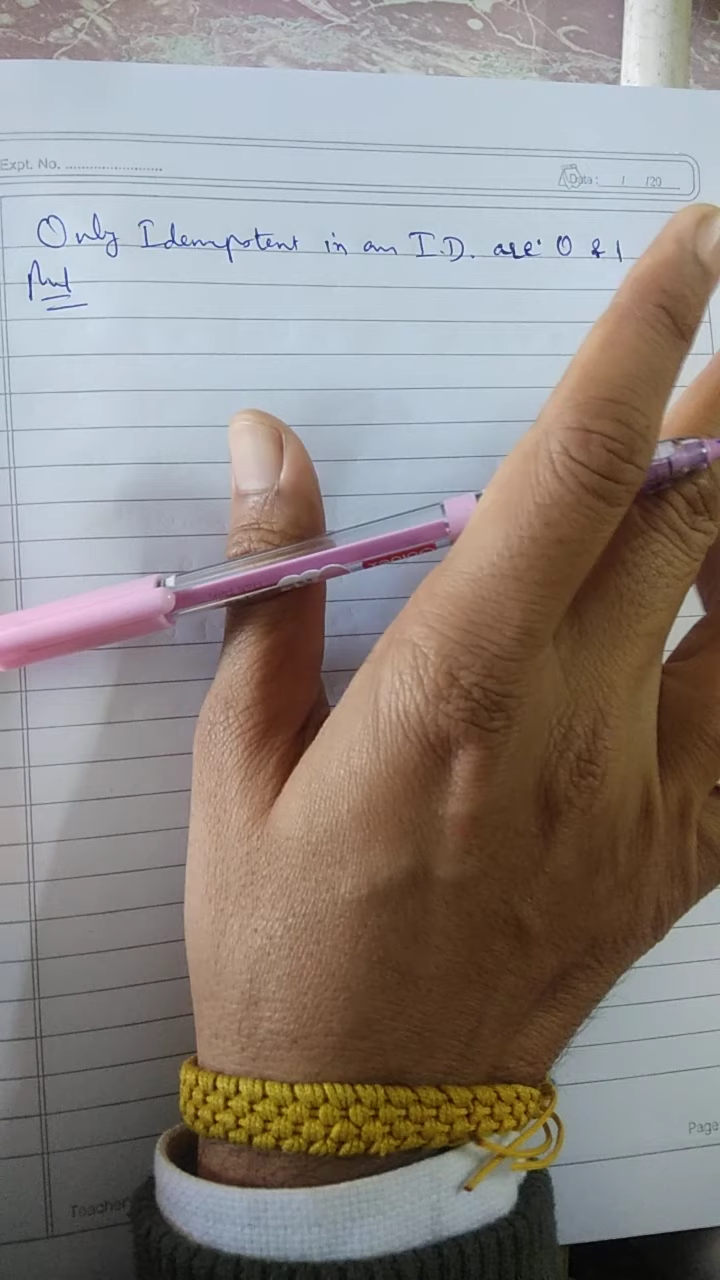 Expt. No. ........................
Date : / /20
Only Idempotent in an I.D. are: 0 & 1
Page
Teacher